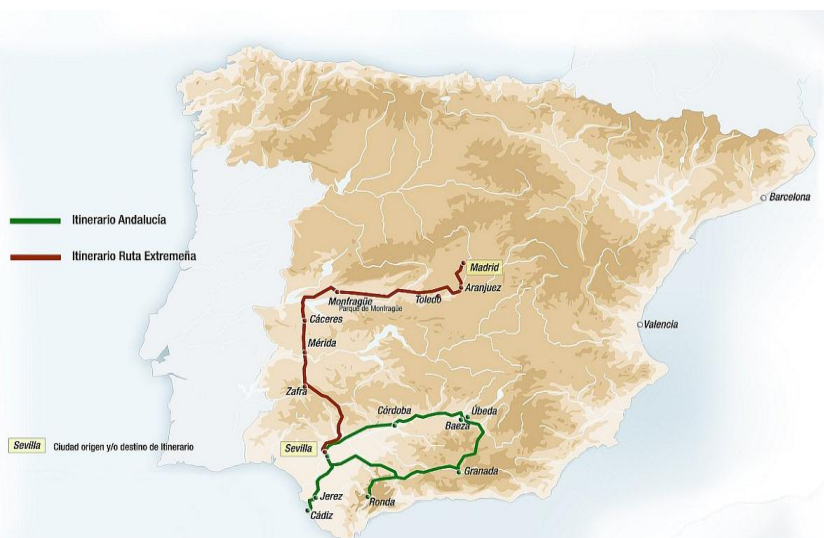 Itinerario Andalucía
Itinerario Ruta Extremeña
Barcelona
Madrid
Aranjuez
Toledo
Monfragüe
Parque de Monfragüe
Cáceres
Valencia
Mérida
Zafra
Córdoba
Úbeda
Baeza
Sevilla
Sevilla Ciudad origen y/o destino de Itinerario
Granada
Jerez
Ronda
Cádiz